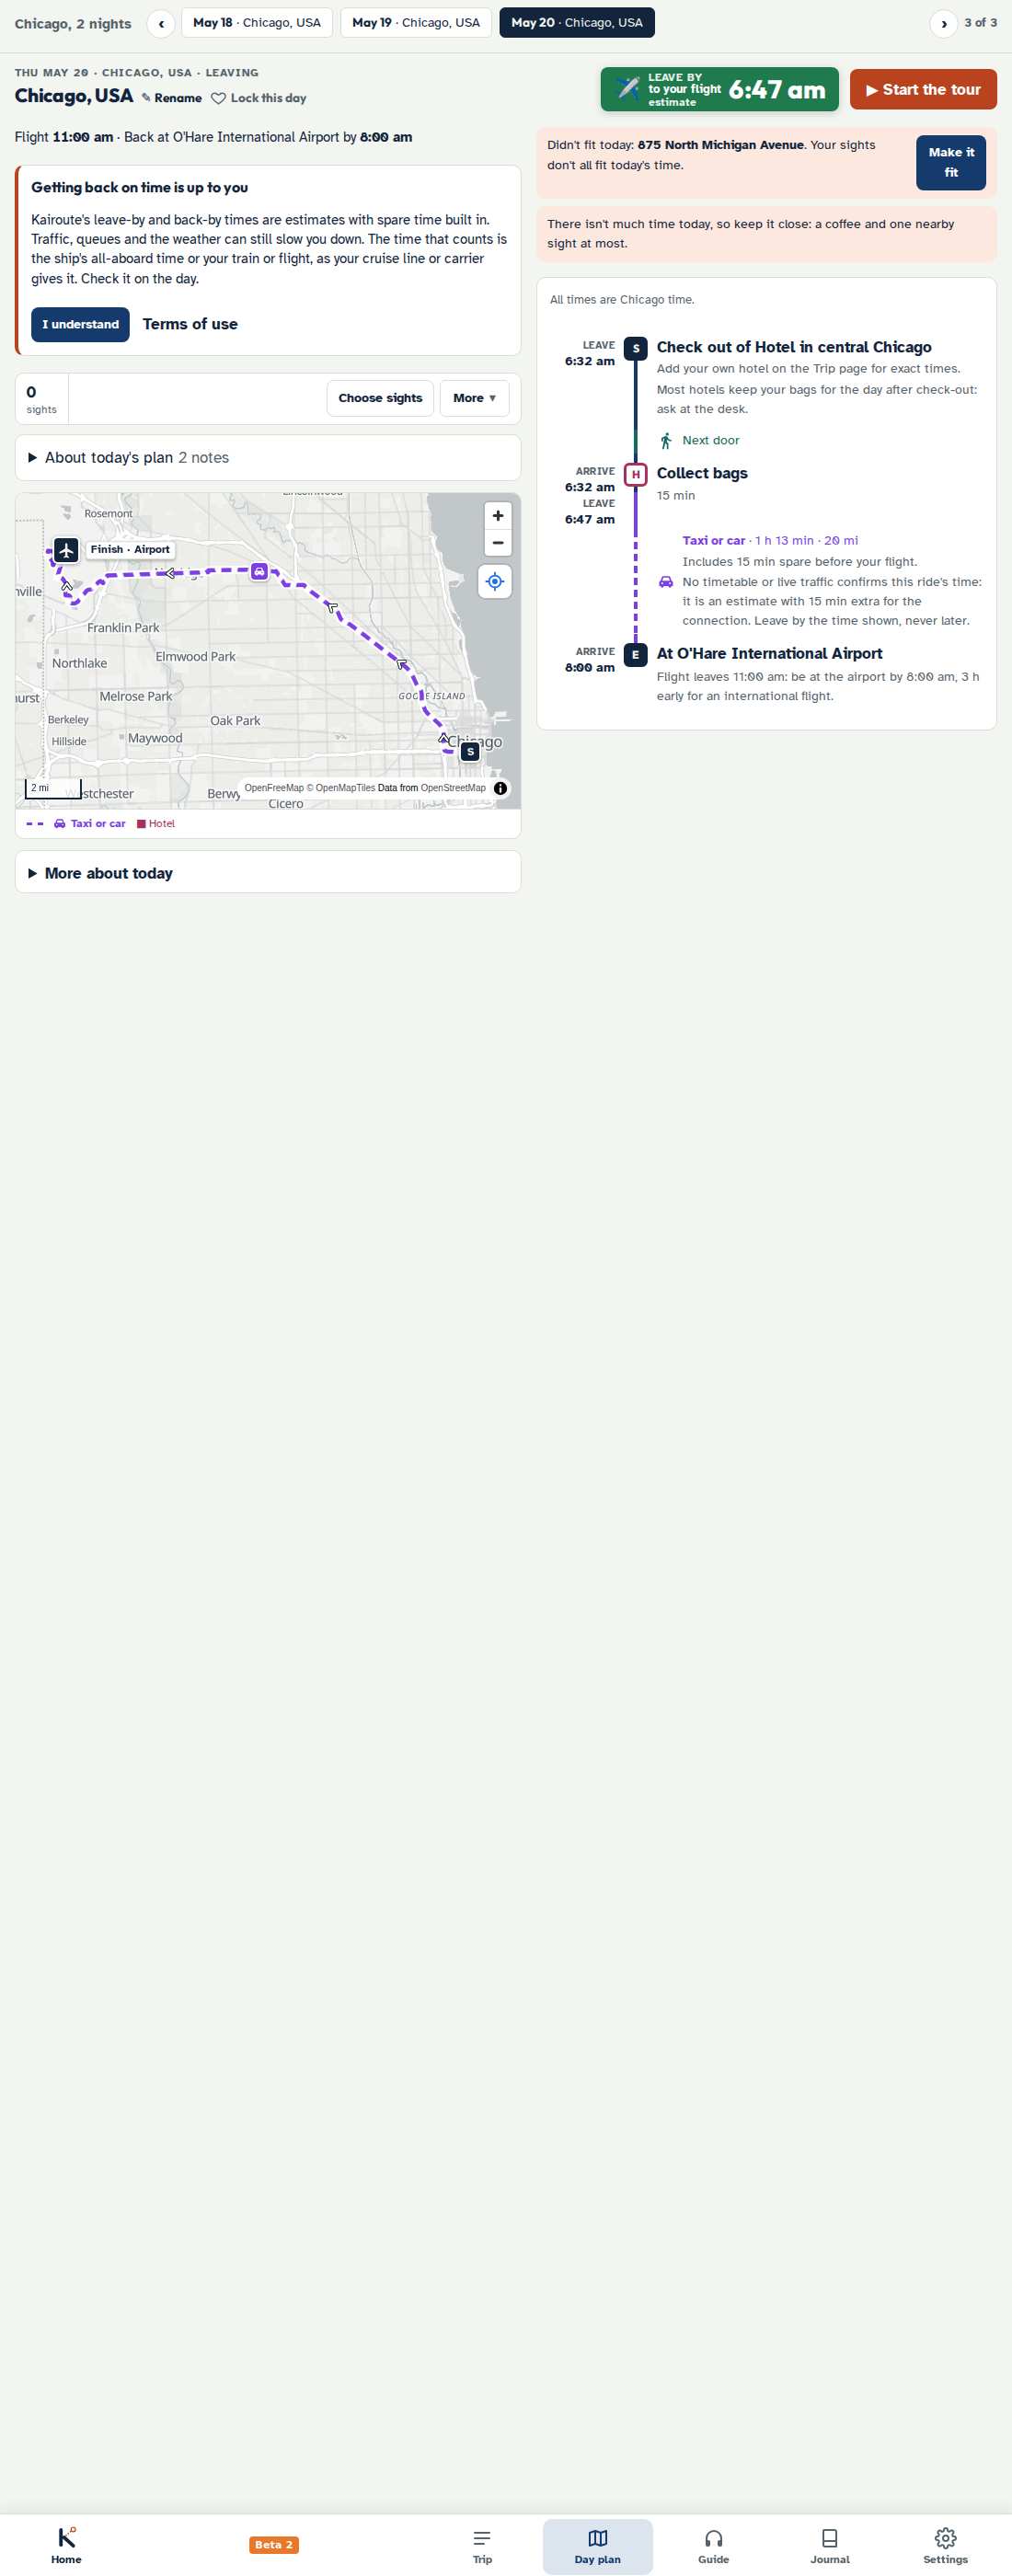 Chicago, 2 nights
‹
May 18 · Chicago, USA
May 19 · Chicago, USA
May 20 · Chicago, USA
›
3 of 3
THU MAY 20 · CHICAGO, USA · LEAVING
Chicago, USA
✎ Rename
Lock this day
LEAVE BY
to your flight
estimate
6:47 am
▶ Start the tour
Flight 11:00 am · Back at O'Hare International Airport by 8:00 am
Getting back on time is up to you
Kairoute's leave-by and back-by times are estimates with spare time built in.
Traffic, queues and the weather can still slow you down. The time that counts is
the ship's all-aboard time or your train or flight, as your cruise line or carrier
gives it. Check it on the day.
I understand
Terms of use
0
sights
Choose sights
More ▼
▶ About today's plan 2 notes
Rosemont
Finish · Airport
Franklin Park
Northlake
Elmwood Park
Melrose Park
GOOSE ISLAND
Berkeley
Oak Park
Hillside
Maywood
Chicago
S
2 mi
Cicero
OpenFreeMap © OpenMapTiles Data from OpenStreetMap
Taxi or car
Hotel
▶ More about today
Didn't fit today: 875 North Michigan Avenue. Your sights
don't all fit today's time.
Make it
fit
There isn't much time today, so keep it close: a coffee and one nearby
sight at most.
All times are Chicago time.
LEAVE
6:32 am
S
Check out of Hotel in central Chicago
Add your own hotel on the Trip page for exact times.
Most hotels keep your bags for the day after check-out:
ask at the desk.
Next door
ARRIVE
6:32 am
LEAVE
6:47 am
H
Collect bags
15 min
Taxi or car · 1 h 13 min · 20 mi
Includes 15 min spare before your flight.
No timetable or live traffic confirms this ride's time:
it is an estimate with 15 min extra for the
connection. Leave by the time shown, never later.
ARRIVE
8:00 am
E
At O'Hare International Airport
Flight leaves 11:00 am: be at the airport by 8:00 am, 3 h
early for an international flight.
Home
Beta 2
Trip
Day plan
Guide
Journal
Settings